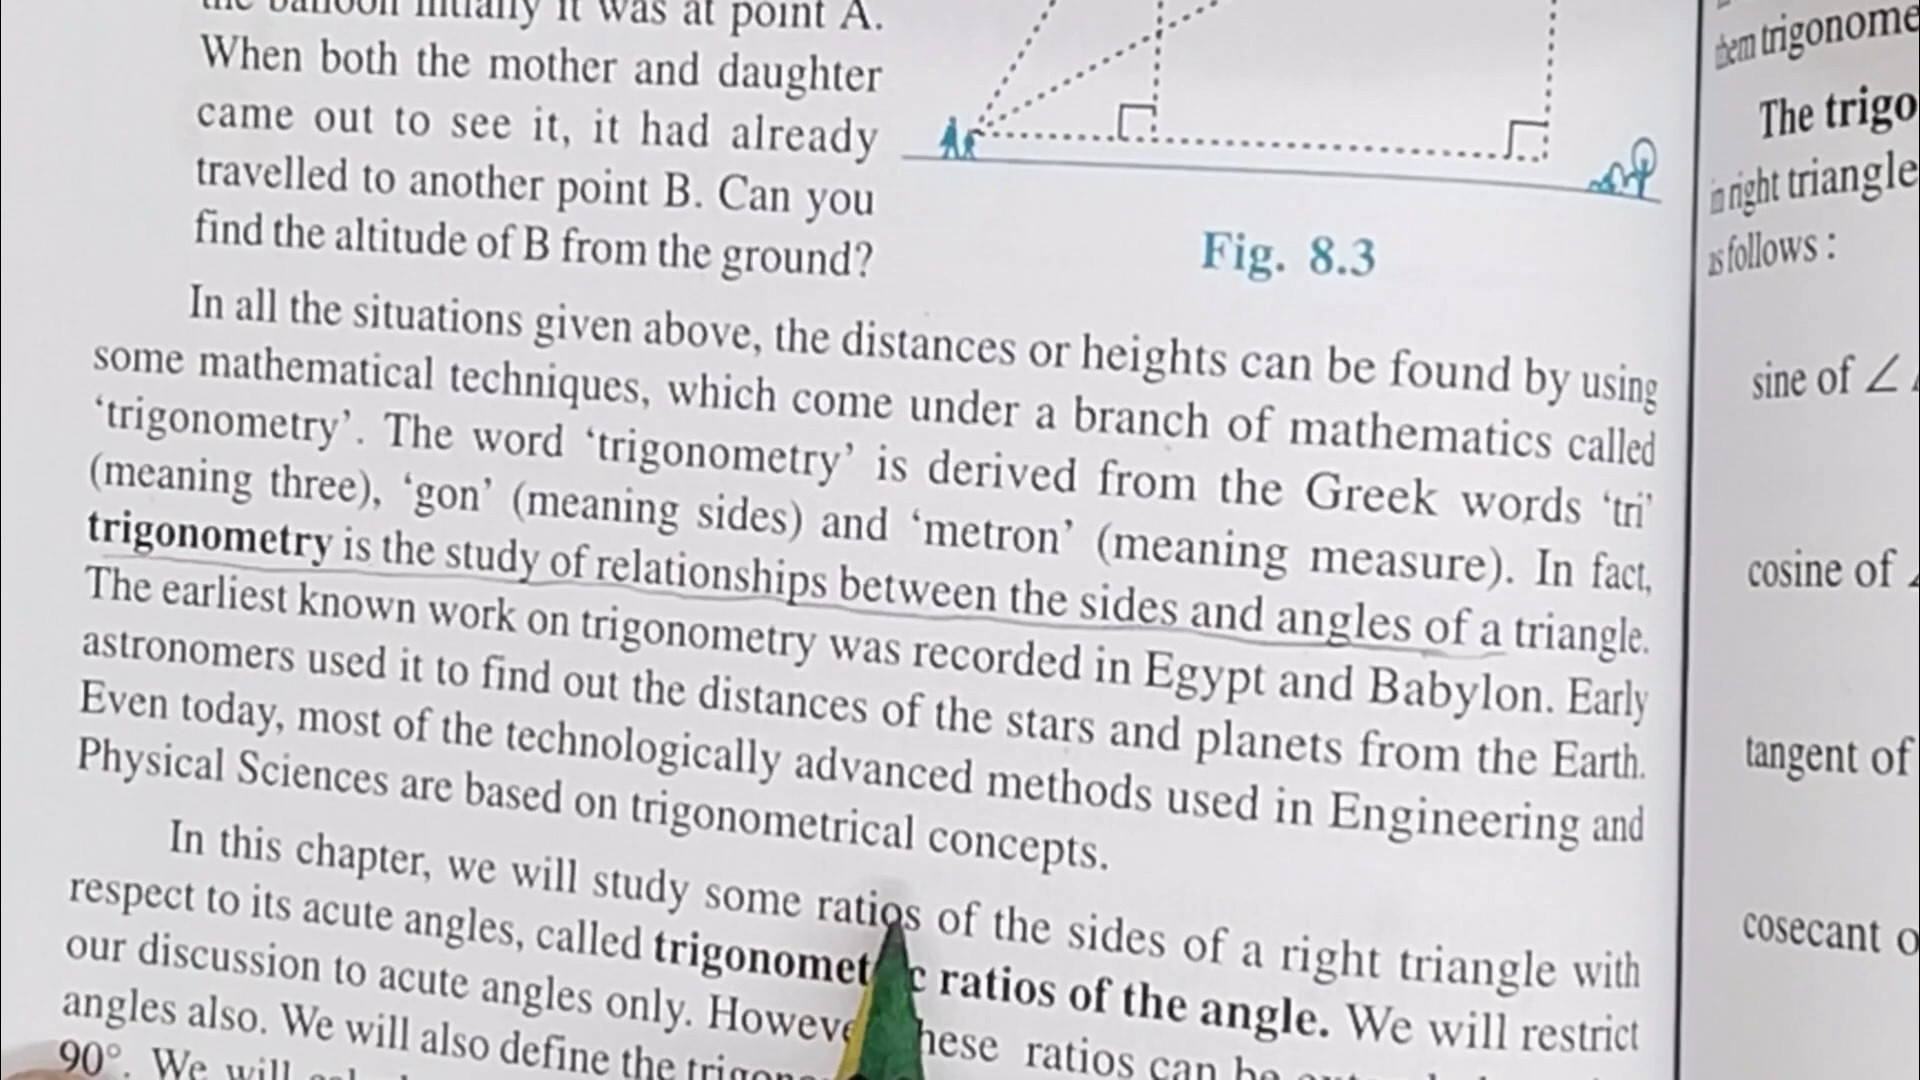 the balloon initially it was at point A.
When both the mother and daughter
came out to see it, it had already
travelled to another point B. Can you
find the altitude of B from the ground?
Fig. 8.3
In all the situations given above, the distances or heights can be found by using
some mathematical techniques, which come under a branch of mathematics called
‘trigonometry’. The word ‘trigonometry’ is derived from the Greek words ‘tri’
(meaning three), ‘gon’ (meaning sides) and ‘metron’ (meaning measure). In fact,
trigonometry is the study of relationships between the sides and angles of a triangle.
The earliest known work on trigonometry was recorded in Egypt and Babylon. Early
astronomers used it to find out the distances of the stars and planets from the Earth.
Even today, most of the technologically advanced methods used in Engineering and
Physical Sciences are based on trigonometrical concepts.
In this chapter, we will study some ratios of the sides of a right triangle with
respect to its acute angles, called trigonometric ratios of the angle. We will restrict
our discussion to acute angles only. However these ratios can be
angles also. We will also define the
90°. We will
them trigonome
The trigo
in right triangle
as follows :
sine of ∠
cosine of
tangent of
cosecant o